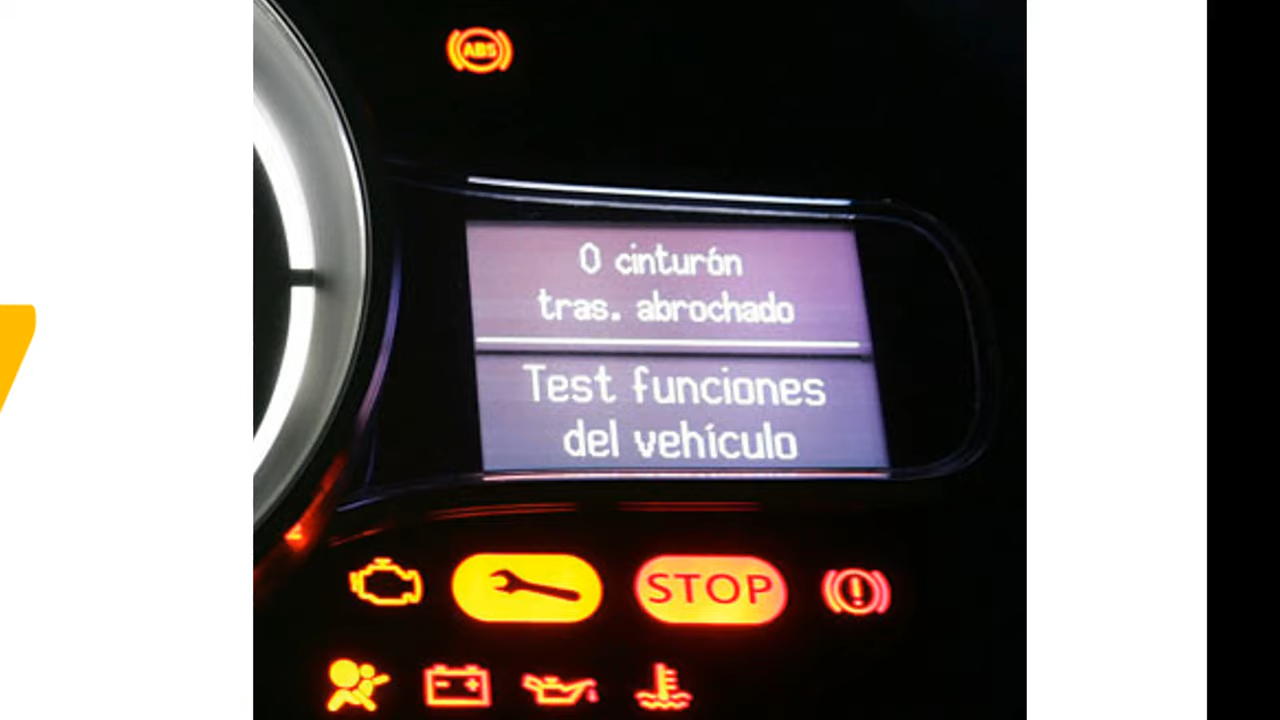 ABS
0 cinturón
tras. abrochado
Test funciones
del vehículo
STOP